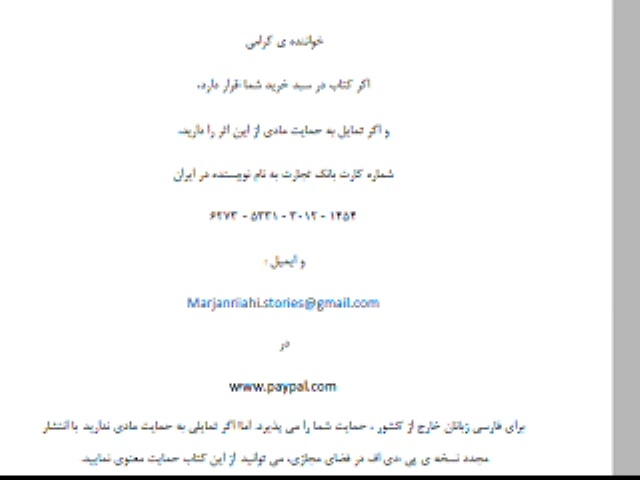 خواننده ی گرامی
اگر کتاب در سبد خرید شما قرار دارد،
و اگر تمایل به حمایت مادی از این اثر را دارید،
شماره کارت بانک تجارت به نام نویسنده در ایران
۶۲۷۳ - ۵۳۳۱ - ۳۰۱۲ - ۱۴۵۴
و ایمیل :
Marjanriahi.stories@gmail.com
در
www.paypal.com
برای فارسی زبانان خارج از کشور ، حمایت شما را می پذیرد. اما اگر تمایلی به حمایت مادی ندارید با انتشار
مجدد نسخه ی پی دی اف در فضای مجازی، می توانید از این کتاب حمایت معنوی نمایید.